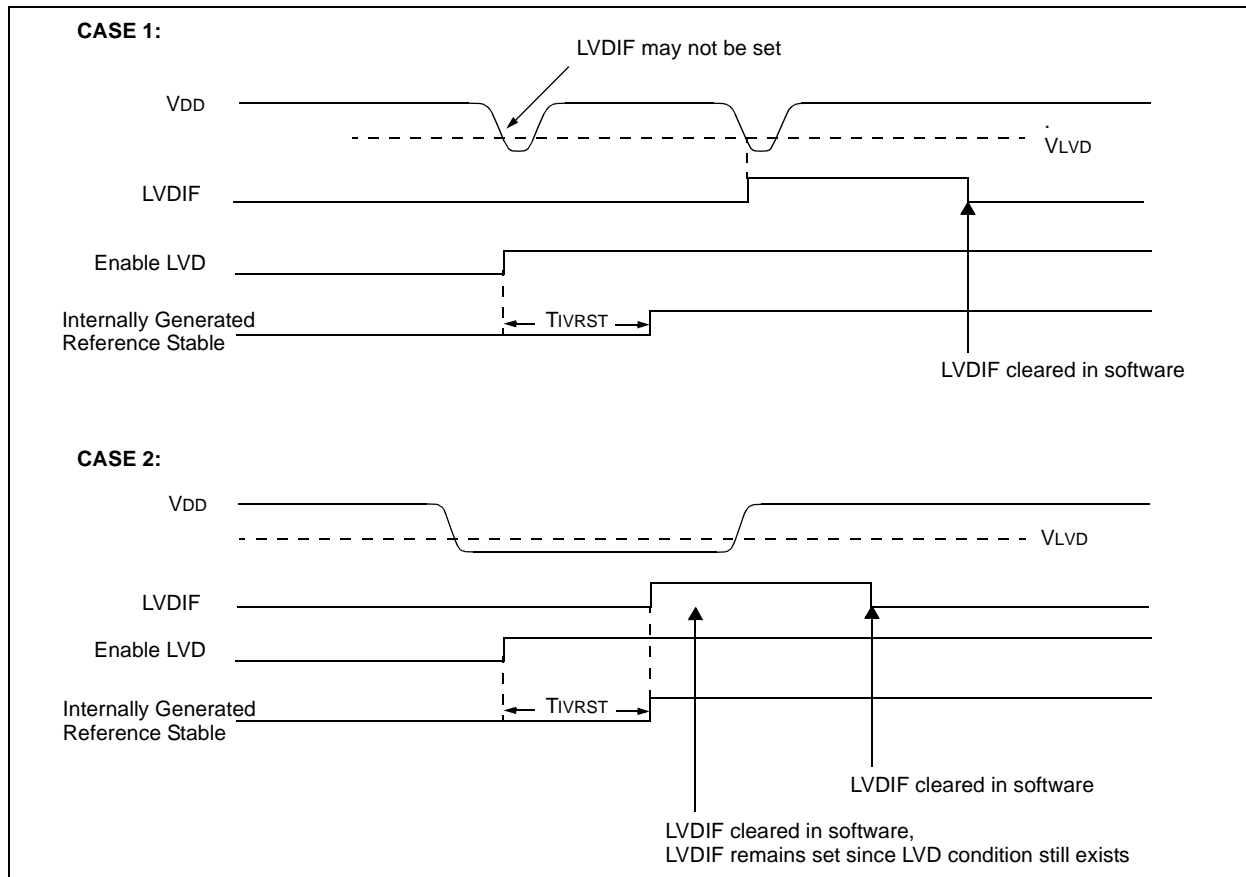 CASE 1:
LVDIF may not be set
VDD
.
VLVD
LVDIF
Enable LVD
TIVRST
Internally Generated
Reference Stable
LVDIF cleared in software
CASE 2:
VDD
VLVD
LVDIF
Enable LVD
TIVRST
Internally Generated
Reference Stable
LVDIF cleared in software
LVDIF cleared in software,
LVDIF remains set since LVD condition still exists